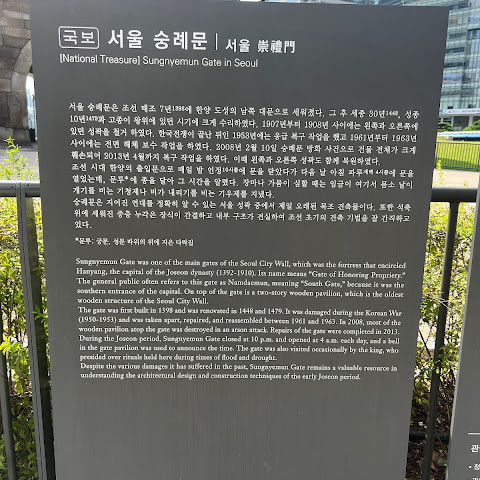 국보 서울 숭례문 | 서울 崇禮門
[National Treasure] Sungnyemun Gate in Seoul
서울 숭례문은 조선 태조 7년1398에 한양 도성의 남쪽 대문으로 세워졌다. 그 후 세종 30년1448, 성종
10년1479과 고종이 왕위에 있던 시기에 크게 수리하였다. 1907년부터 1908년 사이에는 왼쪽과 오른쪽에
있던 성곽을 철거 하였다. 한국전쟁이 끝난 뒤인 1953년에는 응급 복구 작업을 했고 1961년부터 1963년
사이에는 전면 해체 보수 작업을 하였다. 2008년 2월 10일 숭례문 방화 사건으로 건물 전체가 크게
훼손되어 2013년 4월까지 복구 작업을 하였다. 이때 왼쪽과 오른쪽 성곽도 함께 복원하였다.
조선 시대 한양의 출입문으로 매일 밤 인정10시경에 문을 닫았다가 다음 날 아침 파루새벽 4시경에 문을
열었는데, 문루*에 종을 달아 그 시간을 알렸다. 장마나 가뭄이 심할 때는 임금이 여기서 몸소 날이
개기를 비는 기청제나 비가 내리기를 비는 기우제를 지냈다.
숭례문은 지어진 연대를 정확히 알 수 있는 서울 성곽 중에서 제일 오래된 목조 건축물이다. 또한 석축
위에 세워진 중층 누각은 장식이 간결하고 내부 구조가 견실하여 조선 초기의 건축 기법을 잘 간직하고
있다.
*문루: 궁문, 성문 바위의 위에 지은 다락집
Sungnyemun Gate was one of the main gates of the Seoul City Wall, which was the fortress that encircled
Hanyang, the capital of the Joseon dynasty (1392-1910). Its name means "Gate of Honoring Propriety."
The general public often refers to this gate as Namdaemun, meaning "South Gate," because it was the
southern entrance of the capital. On top of the gate is a two-story wooden pavilion, which is the oldest
wooden structure of the Seoul City Wall.
The gate was first built in 1398 and was renovated in 1448 and 1479. It was damaged during the Korean War
(1950-1953) and was taken apart, repaired, and reassembled between 1961 and 1963. In 2008, most of the
wooden pavilion atop the gate was destroyed in an arson attack. Repairs of the gate were completed in 2013.
During the Joseon period, Sungnyemun Gate closed at 10 p.m. and opened at 4 a.m. each day, and a bell
in the gate pavilion was used to announce the time. The gate was also visited occasionally by the king, who
presided over rituals held here during times of flood and drought.
Despite the various damages it has suffered in the past, Sungnyemun Gate remains a valuable resource in
understanding the architectural design and construction techniques of the early Joseon period.